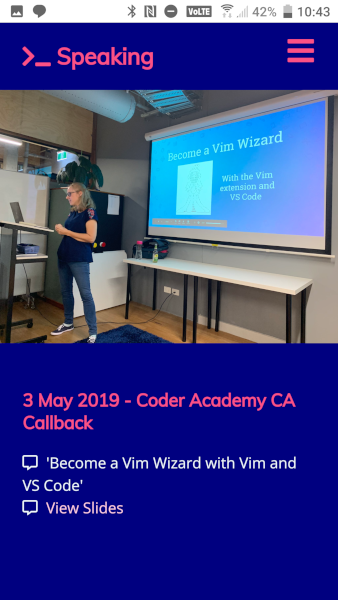 VoLTE 42% 10:43
Speaking
Become a Vim Wizard
With the Vim
extension and
VS Code
3 May 2019 - Coder Academy CA
Callback
'Become a Vim Wizard with Vim and
VS Code'
View Slides